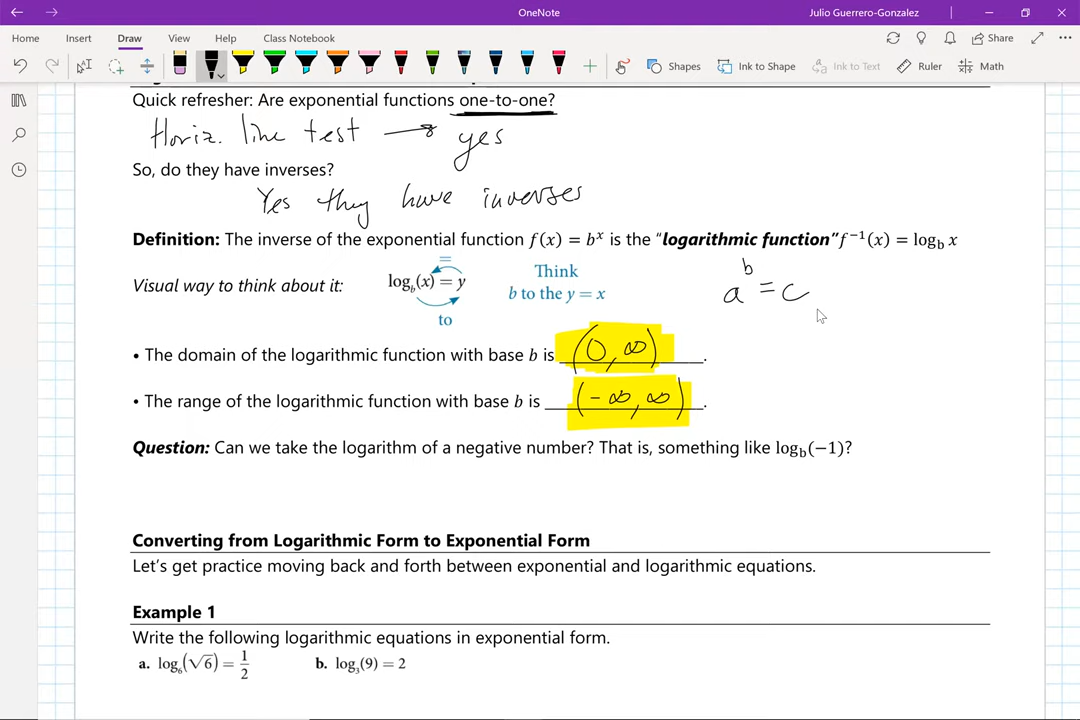 OneNote
Julio Guerrero-Gonzalez
Home Insert Draw View Help Class Notebook Share
Shapes Ink to Shape Ink to Text Ruler Math
Quick refresher: Are exponential functions one-to-one?
Horiz. line test → yes
So, do they have inverses?
Yes they have inverses
Definition: The inverse of the exponential function f(x) = bˣ is the "logarithmic function" f⁻¹(x) = log_b x
Visual way to think about it:
=
log_b(x) = y
to
Think
b to the y = x
a^b = c
• The domain of the logarithmic function with base b is (0, ∞).
• The range of the logarithmic function with base b is (-∞, ∞).
Question: Can we take the logarithm of a negative number? That is, something like log_b(−1)?
Converting from Logarithmic Form to Exponential Form
Let's get practice moving back and forth between exponential and logarithmic equations.
Example 1
Write the following logarithmic equations in exponential form.
a. log₆(√6) = 1/2 b. log₃(9) = 2